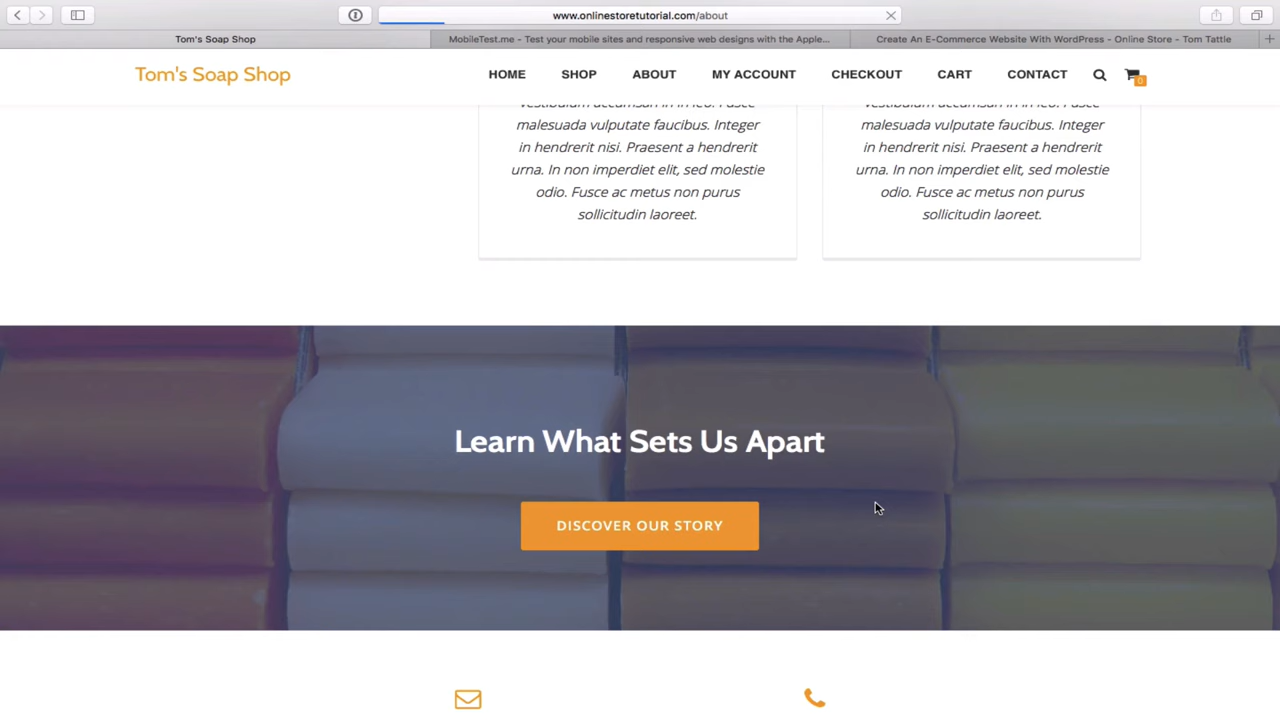 www.onlinestoretutorial.com/about
Tom's Soap Shop
MobileTest.me - Test your mobile sites and responsive web designs with the Apple...
Create An E-Commerce Website With WordPress - Online Store - Tom Tattle
Tom's Soap Shop
HOME
SHOP
ABOUT
MY ACCOUNT
CHECKOUT
CART
CONTACT
0
vestibulum accumsan in in leo. Fusce
malesuada vulputate faucibus. Integer
in hendrerit nisi. Praesent a hendrerit
urna. In non imperdiet elit, sed molestie
odio. Fusce ac metus non purus
sollicitudin laoreet.
vestibulum accumsan in in leo. Fusce
malesuada vulputate faucibus. Integer
in hendrerit nisi. Praesent a hendrerit
urna. In non imperdiet elit, sed molestie
odio. Fusce ac metus non purus
sollicitudin laoreet.
Learn What Sets Us Apart
DISCOVER OUR STORY